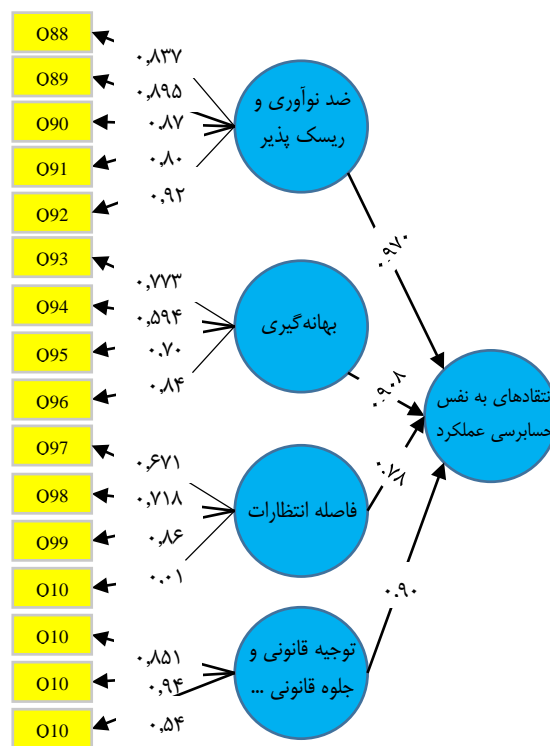 O88
O89
O90
O91
O92
O93
O94
O95
O96
O97
O98
O99
O10
O10
O10
O10
۰,۸۳۷
۰,۸۹۵
۰.۸۷
۰,۸۰
۰,۹۲
۰,۷۷۳
۰,۵۹۴
۰.۷۰
۰,۸۴
۰,۶۷۱
۰,۷۱۸
۰,۸۶
۰,۰۱
۰,۸۵۱
۰,۹۴
۰,۵۴
ضد نوآوری و
ریسک پذیر
بهانه‌گیری
فاصله انتظارات
توجیه قانونی و
جلوه قانونی ...
۰.۹۷۰
۰.۹۰۸
۰.۷۸
۰.۹۰
نتقادهای به نفس
حسابرسی عملکرد